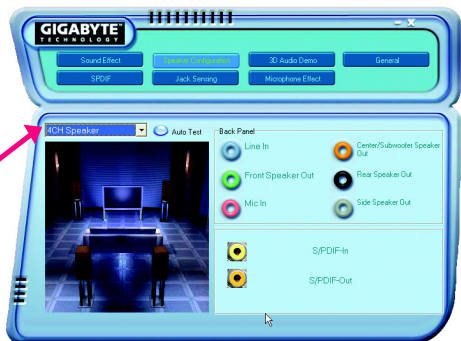 GIGABYTE™
TECHNOLOGY
Sound Effect
Speaker Configuration
3D Audio Demo
General
SPDIF
Jack Sensing
Microphone Effect
4CH Speaker
Auto Test
Back Panel
Line In
Center/Subwoofer Speaker
Out
Front Speaker Out
Rear Speaker Out
Mic In
Side Speaker Out
S/PDIF-In
S/PDIF-Out